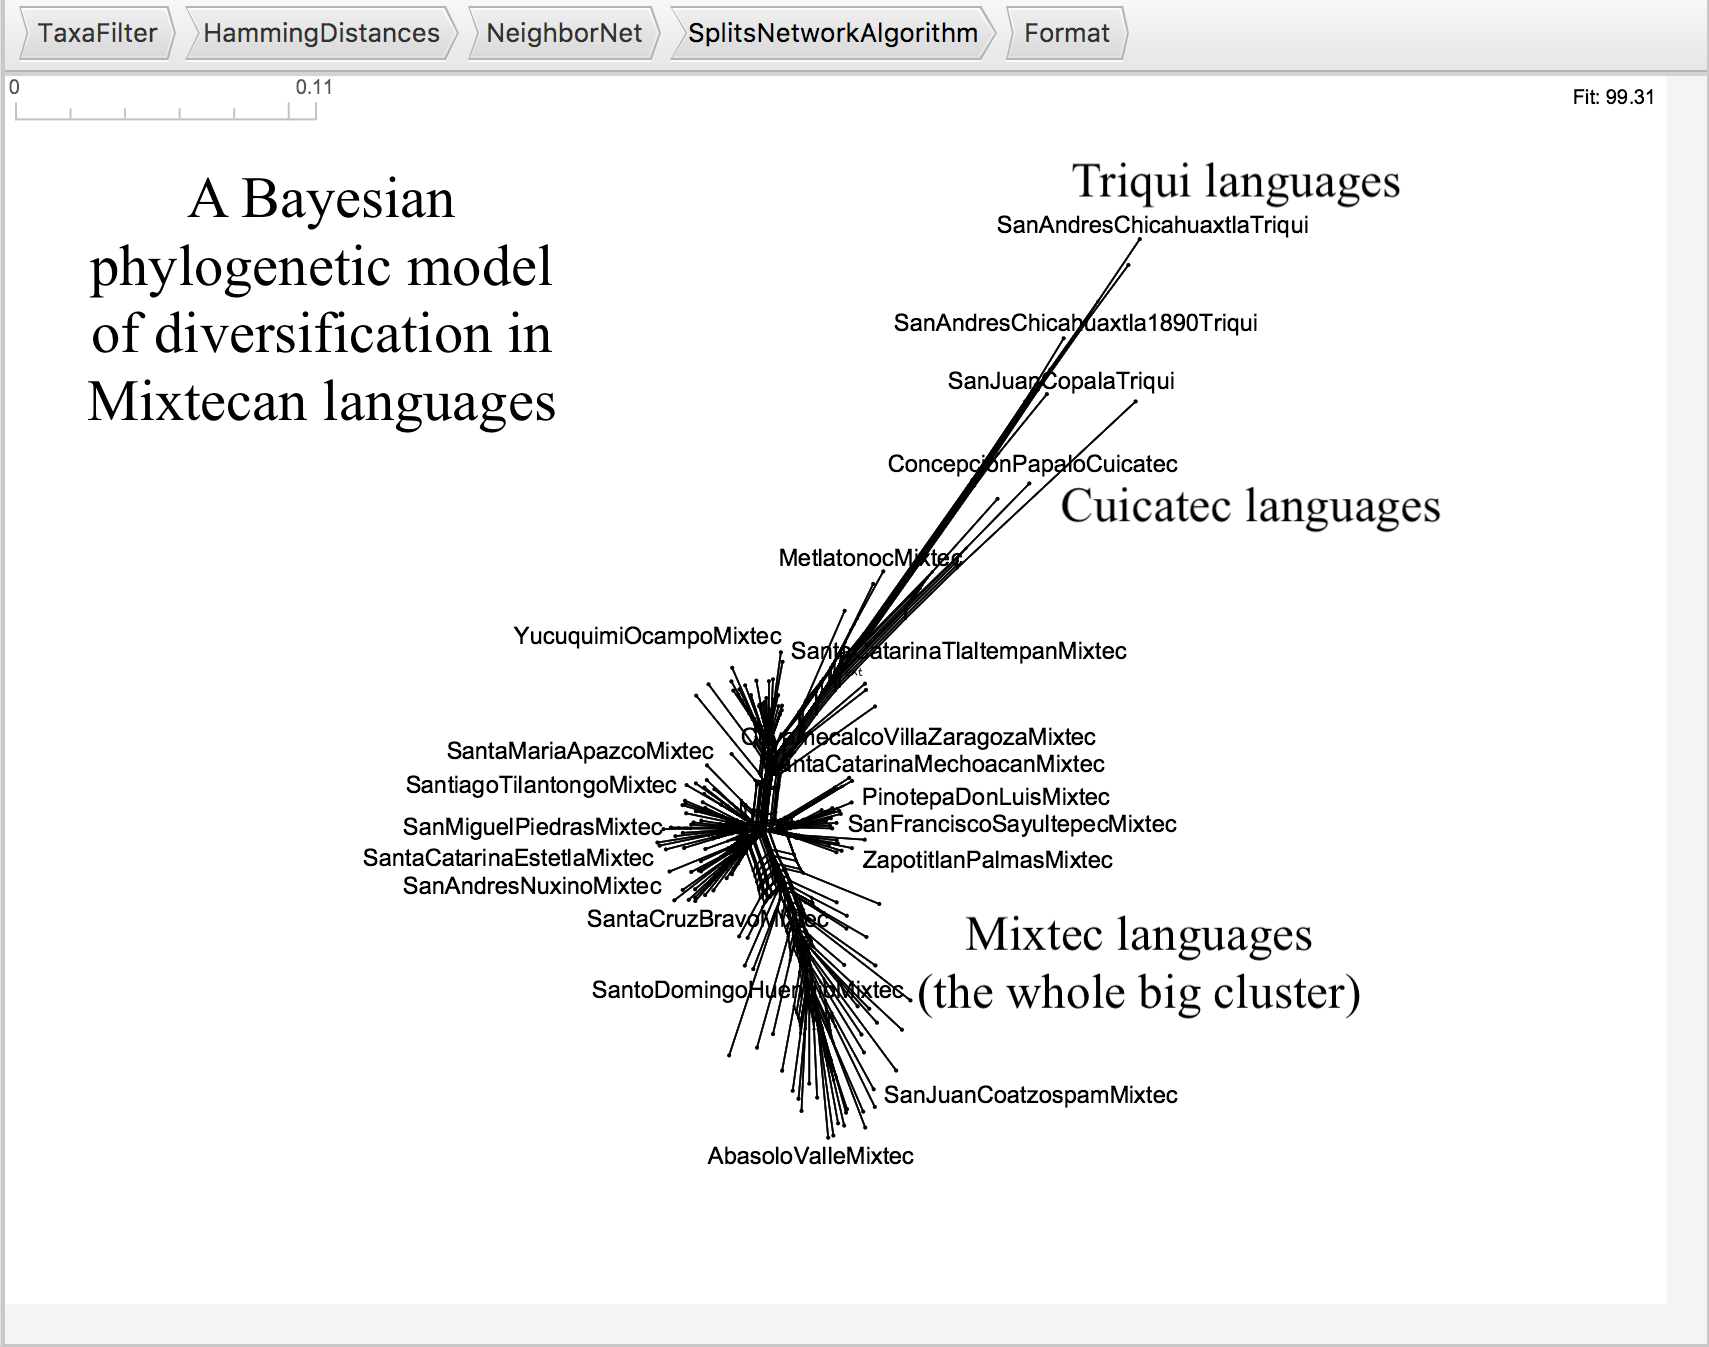 TaxaFilter HammingDistances NeighborNet SplitsNetworkAlgorithm Format
0 0.11
Fit: 99.31
A Bayesian
phylogenetic model
of diversification in
Mixtecan languages
Triqui languages
SanAndresChicahuaxtlaTriqui
SanAndresChicahuaxtla1890Triqui
SanJuanCopalaTriqui
ConcepcionPapaloCuicatec
Cuicatec languages
MetlatonocMixtec
YucuquimiOcampoMixtec
SantaCatarinaTlaltempanMixtec
SantaMariaApazcoMixtec
SantaCatarinaMechoacanMixtec
SantiagoTilantongoMixtec
PinotepaDonLuisMixtec
SanMiguelPiedrasMixtec
SanFranciscoSayultepecMixtec
SantaCatarinaEstetlaMixtec
ZapotitlanPalmasMixtec
SanAndresNuxinoMixtec
SantaCruzBravoMixtec
Mixtec languages
(the whole big cluster)
SanJuanCoatzospamMixtec
AbasoloValleMixtec